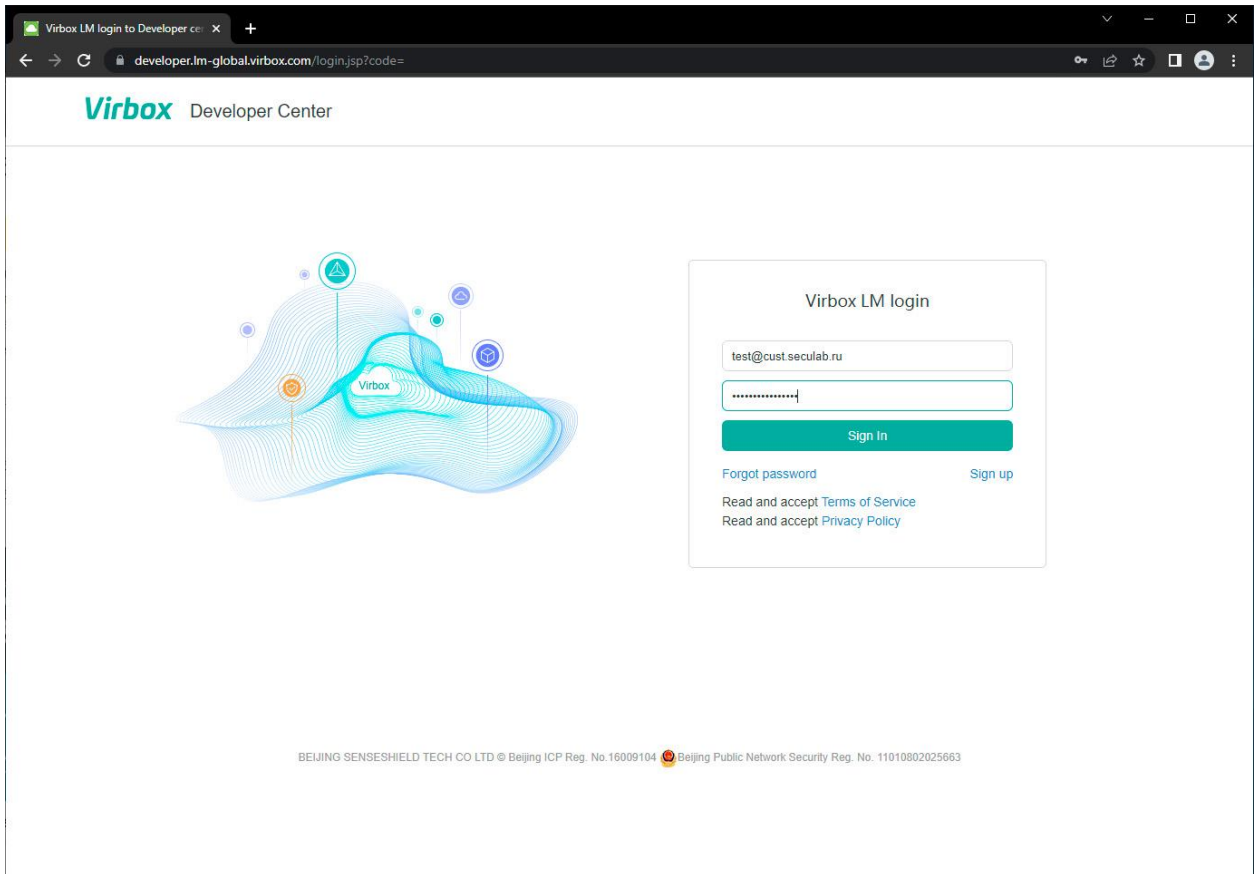 Virbox LM login to Developer cer
developer.lm-global.virbox.com/login.jsp?code=
Virbox Developer Center
Virbox
Virbox LM login
test@cust.seculab.ru
••••••••••••••••
Sign In
Forgot password Sign up
Read and accept Terms of Service
Read and accept Privacy Policy
BEIJING SENSESHIELD TECH CO LTD © Beijing ICP Reg. No.16009104 Beijing Public Network Security Reg. No. 11010802025663